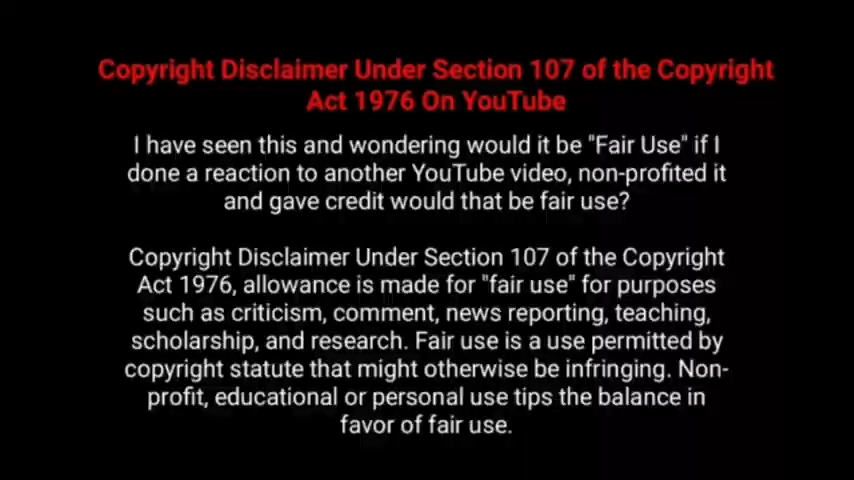 Copyright Disclaimer Under Section 107 of the Copyright
Act 1976 On YouTube
I have seen this and wondering would it be "Fair Use" if I
done a reaction to another YouTube video, non-profited it
and gave credit would that be fair use?
Copyright Disclaimer Under Section 107 of the Copyright
Act 1976, allowance is made for "fair use" for purposes
such as criticism, comment, news reporting, teaching,
scholarship, and research. Fair use is a use permitted by
copyright statute that might otherwise be infringing. Non-
profit, educational or personal use tips the balance in
favor of fair use.